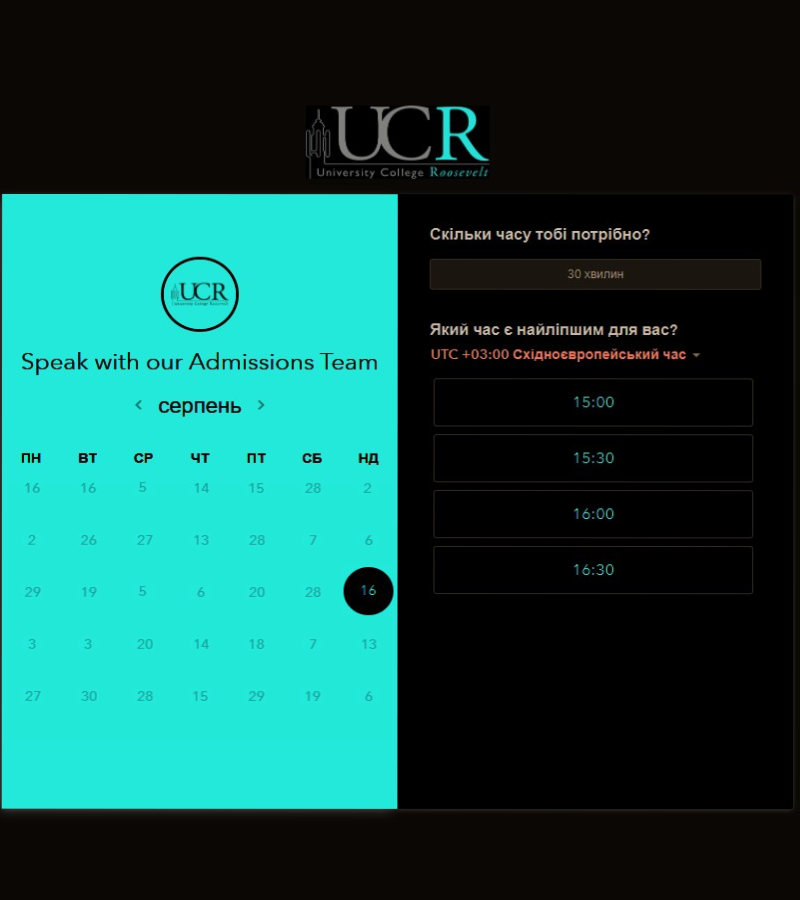 UCR
University College Roosevelt
UCR
Speak with our Admissions Team
серпень
ПН ВТ СР ЧТ ПТ СБ НД
16 16 5 14 15 28 2
2 26 27 13 28 7 6
29 19 5 6 20 28 16
3 3 20 14 18 7 13
27 30 28 15 29 19 6
Скільки часу тобі потрібно?
30 хвилин
Який час є найліпшим для вас?
UTC +03:00 Східноєвропейський час
15:00
15:30
16:00
16:30